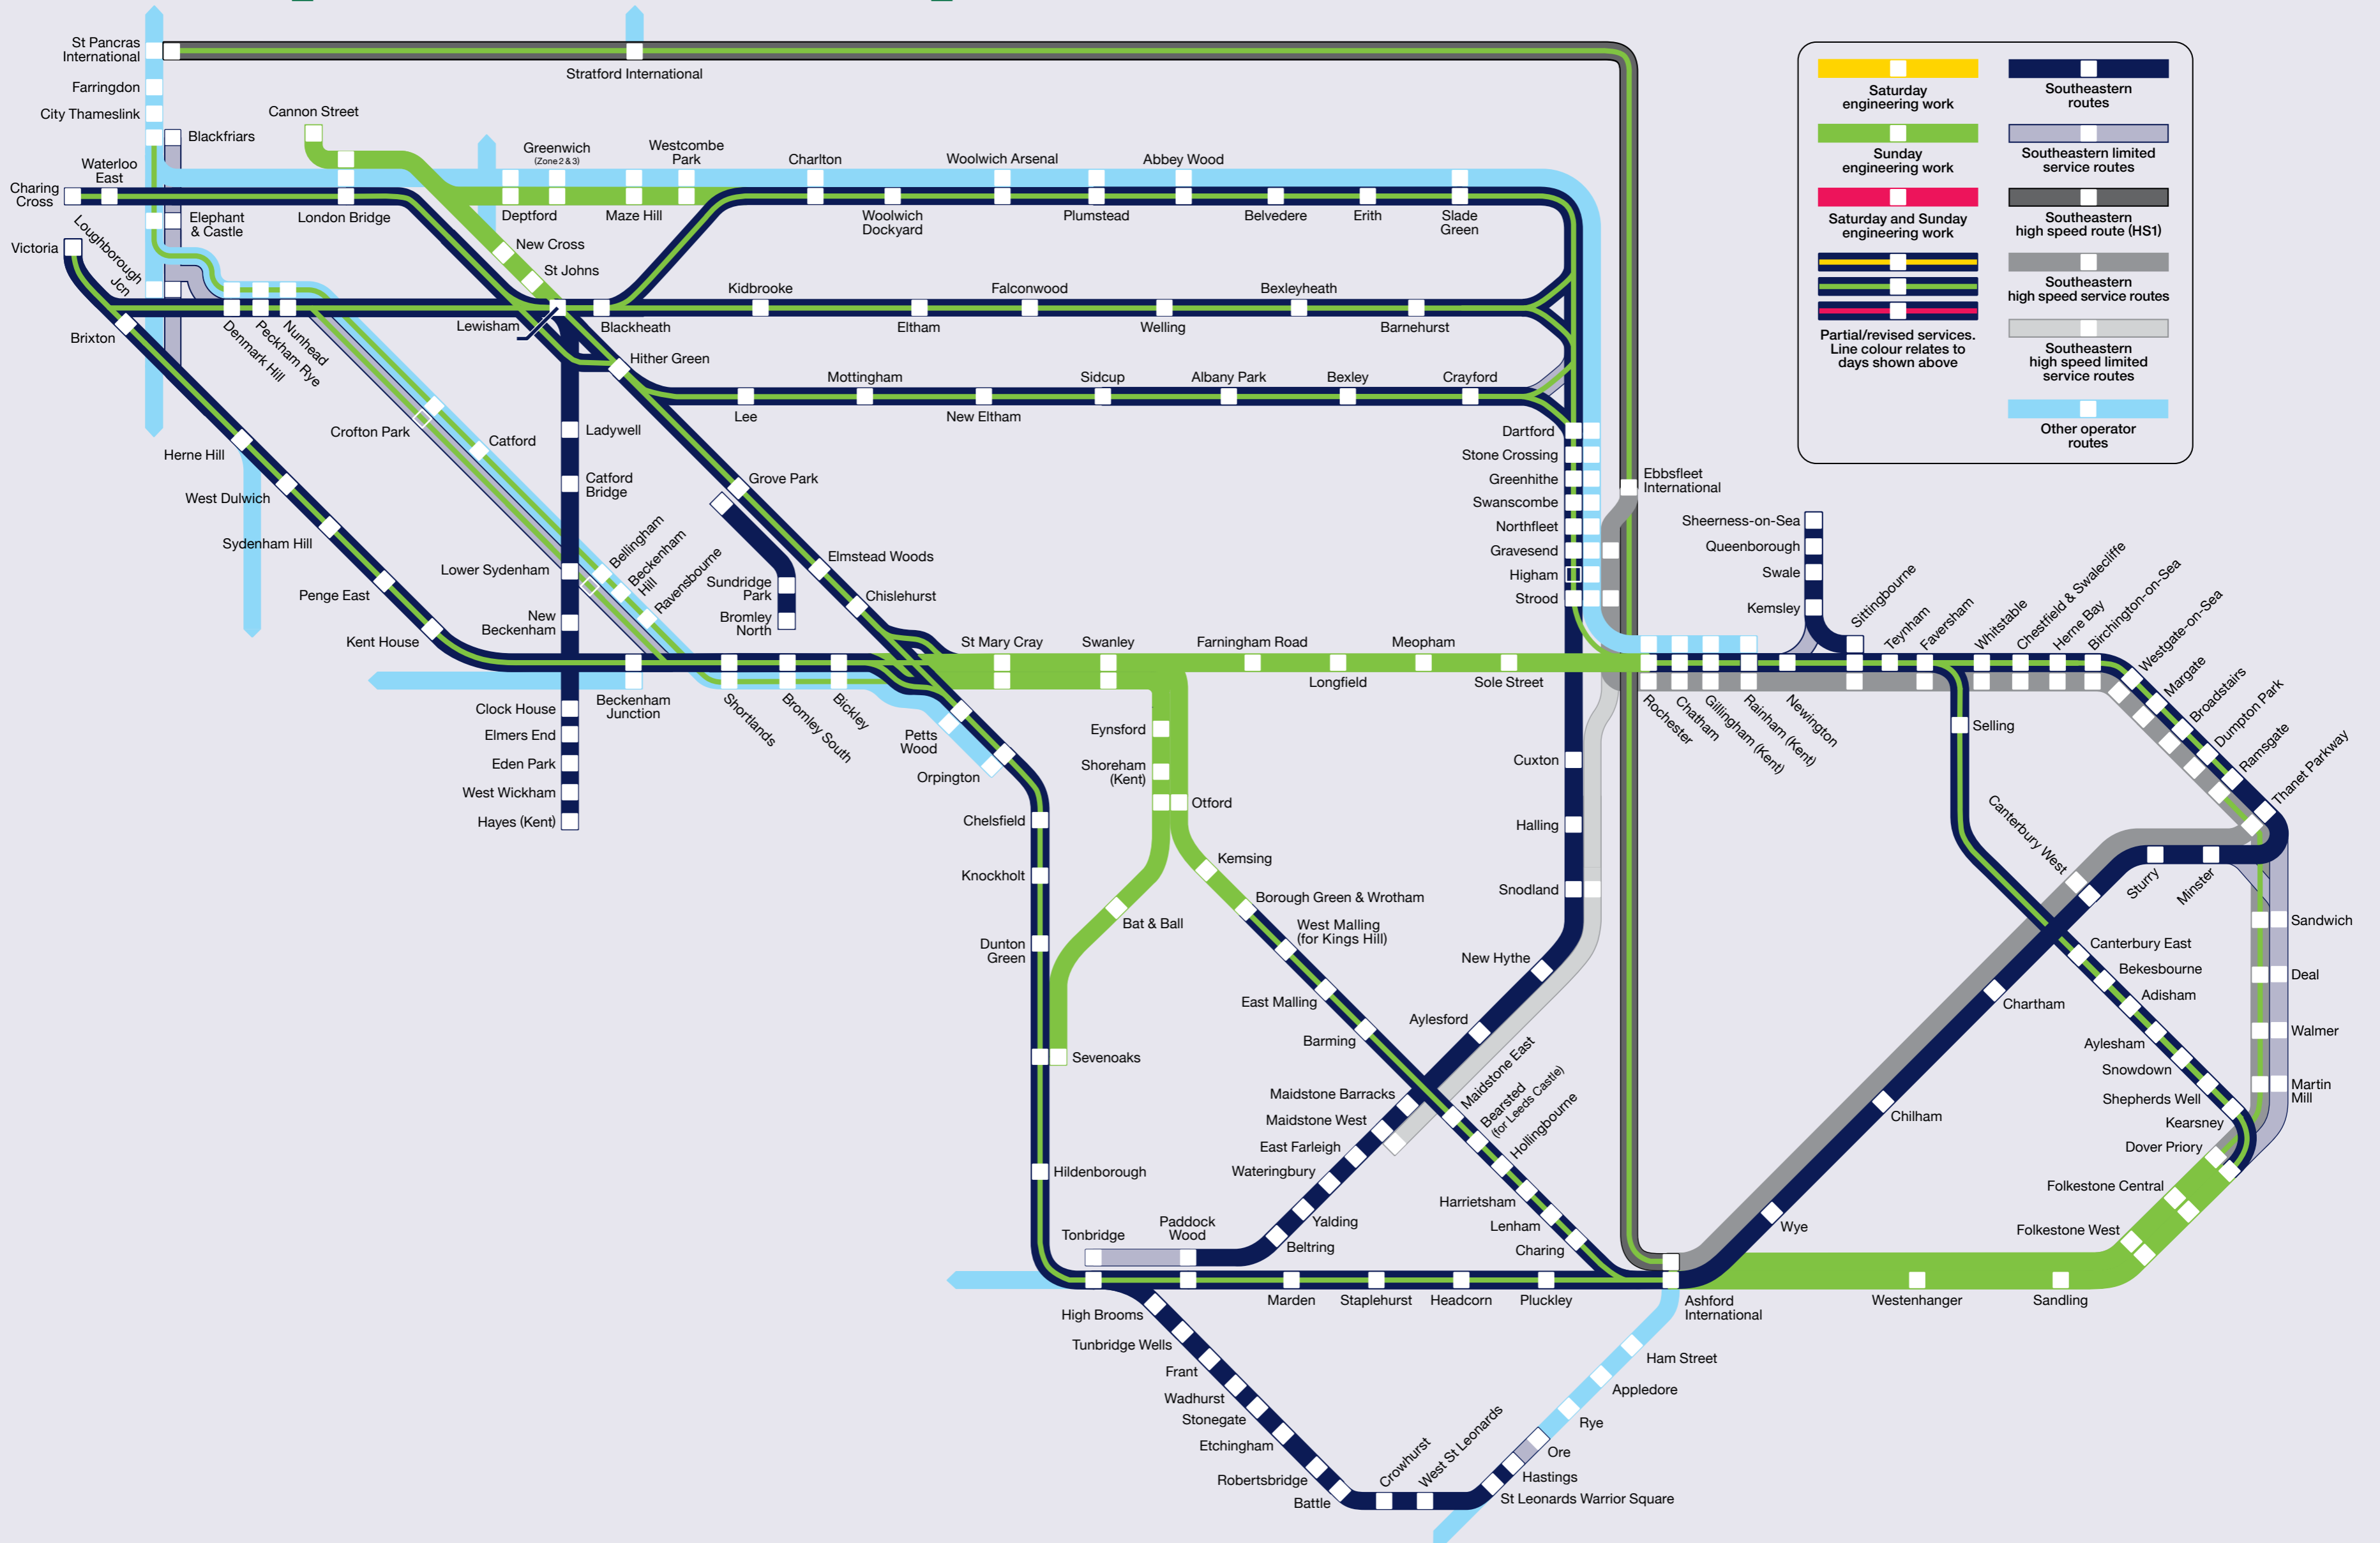 St Pancras
International
Farringdon
City Thameslink
Blackfriars
Waterloo
East
Charing
Cross
Elephant
& Castle
Victoria
Loughborough
Jcn
Brixton
Cannon Street
London Bridge
Stratford International
Greenwich
(Zone 2 & 3)
Westcombe
Park
Charlton
Woolwich Arsenal
Abbey Wood
Deptford
Maze Hill
Woolwich
Dockyard
Plumstead
Belvedere
Erith
Slade
Green
New Cross
St Johns
Lewisham
Blackheath
Kidbrooke
Eltham
Falconwood
Welling
Bexleyheath
Barnehurst
Denmark Hill
Peckham Rye
Nunhead
Hither Green
Lee
Mottingham
New Eltham
Sidcup
Albany Park
Bexley
Crayford
Crofton Park
Catford
Ladywell
Catford
Bridge
Herne Hill
West Dulwich
Sydenham Hill
Penge East
Kent House
Lower Sydenham
New
Beckenham
Bellingham
Beckenham
Hill
Ravensbourne
Grove Park
Sundridge
Park
Bromley
North
Elmstead Woods
Chislehurst
Clock House
Elmers End
Eden Park
West Wickham
Hayes (Kent)
Beckenham
Junction
Shortlands
Bromley South
Bickley
Petts
Wood
Orpington
St Mary Cray
Swanley
Farningham Road
Longfield
Meopham
Sole Street
Dartford
Stone Crossing
Greenhithe
Swanscombe
Northfleet
Gravesend
Higham
Strood
Ebbsfleet
International
Sheerness-on-Sea
Queenborough
Swale
Kemsley
Sittingbourne
Teynham
Faversham
Whitstable
Chestfield & Swalecliffe
Herne Bay
Birchington-on-Sea
Westgate-on-Sea
Margate
Broadstairs
Dumpton Park
Ramsgate
Thanet Parkway
Rochester
Chatham
Gillingham (Kent)
Rainham (Kent)
Newington
Selling
Canterbury West
Sturry
Minster
Sandwich
Deal
Walmer
Martin
Mill
Canterbury East
Bekesbourne
Adisham
Aylesham
Snowdown
Shepherds Well
Kearsney
Dover Priory
Folkestone Central
Folkestone West
Chartham
Chilham
Wye
Eynsford
Shoreham
(Kent)
Otford
Kemsing
Borough Green & Wrotham
West Malling
(for Kings Hill)
Bat & Ball
East Malling
Barming
Cuxton
Halling
Snodland
New Hythe
Aylesford
Maidstone East
Bearsted
(for Leeds Castle)
Hollingbourne
Maidstone Barracks
Maidstone West
East Farleigh
Wateringbury
Yalding
Beltring
Harrietsham
Lenham
Charing
Chelsfield
Knockholt
Dunton
Green
Sevenoaks
Hildenborough
Tonbridge
Paddock
Wood
Marden
Staplehurst
Headcorn
Pluckley
Ashford
International
Westenhanger
Sandling
High Brooms
Tunbridge Wells
Frant
Wadhurst
Stonegate
Etchingham
Robertsbridge
Battle
Crowhurst
West St Leonards
St Leonards Warrior Square
Hastings
Ore
Rye
Appledore
Ham Street
Saturday
engineering work
Sunday
engineering work
Saturday and Sunday
engineering work
Partial/revised services.
Line colour relates to
days shown above
Southeastern
routes
Southeastern limited
service routes
Southeastern
high speed route (HS1)
Southeastern
high speed service routes
Southeastern
high speed limited
service routes
Other operator
routes